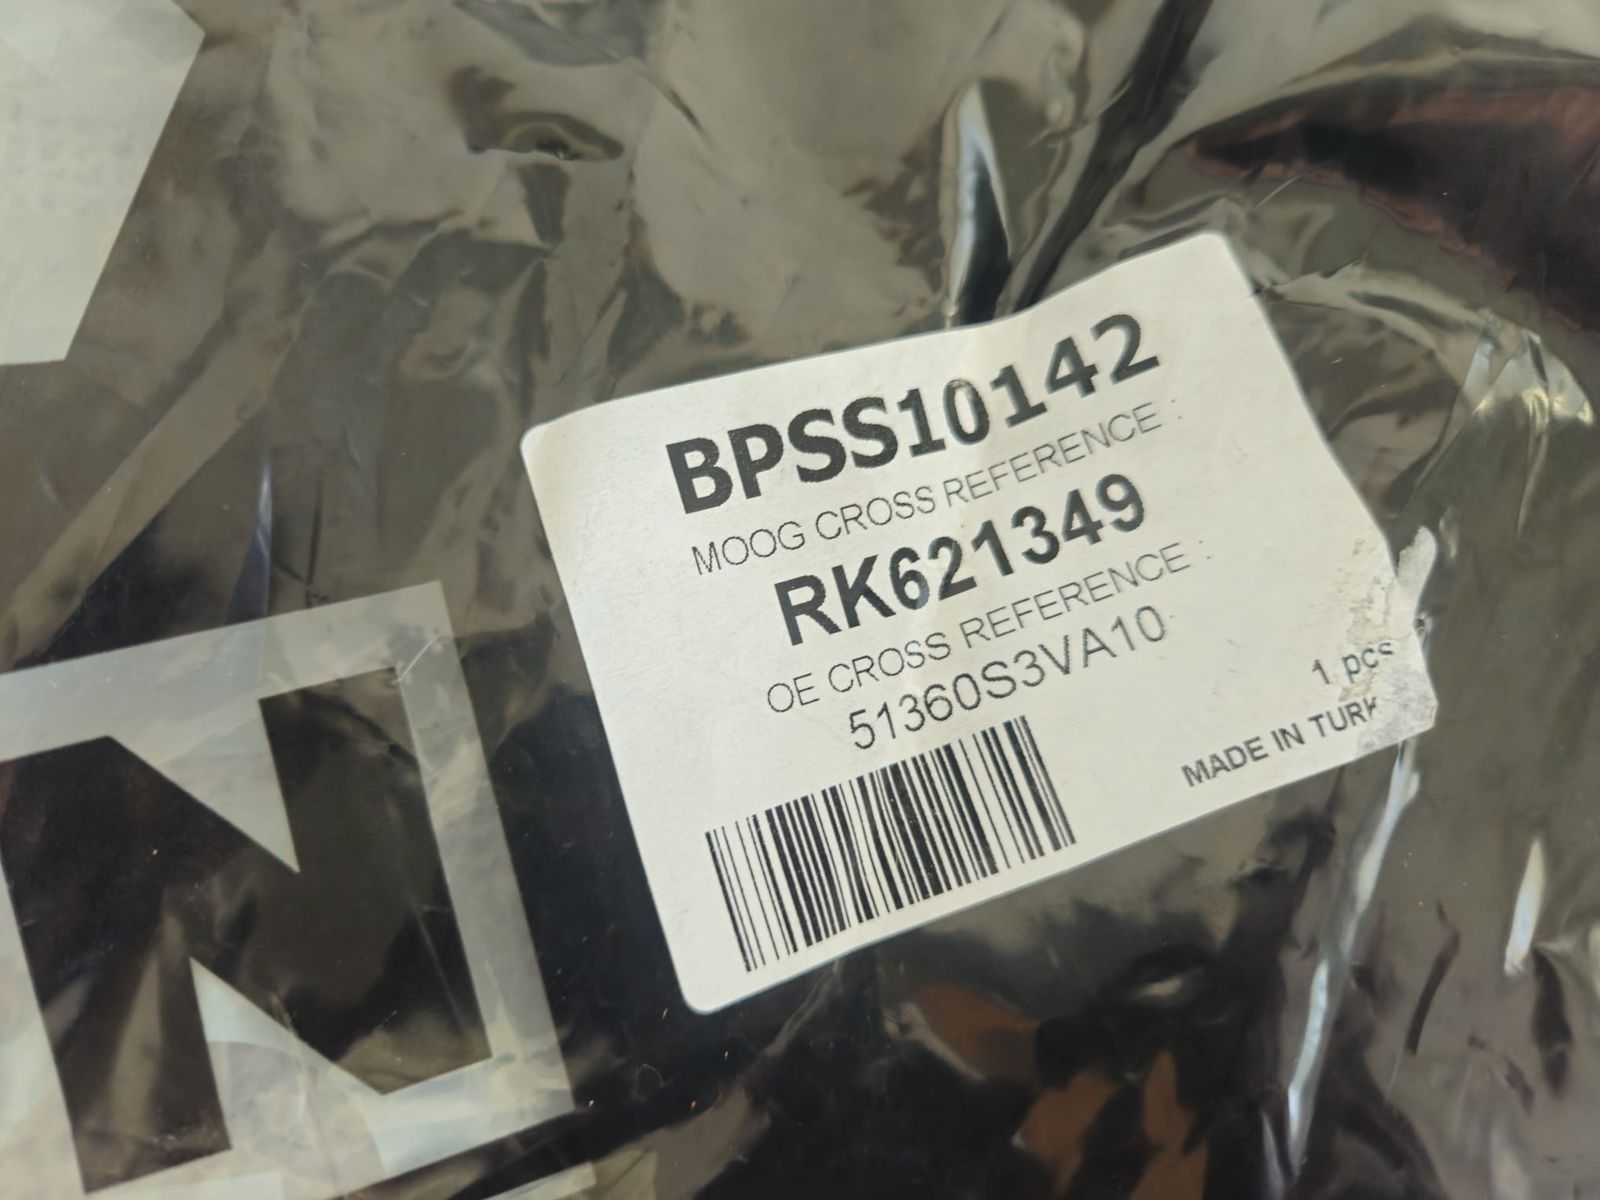 BPSS10142
MOOG CROSS REFERENCE :
RK621349
OE CROSS REFERENCE :
51360S3VA10
1 pcs
MADE IN TURK
N